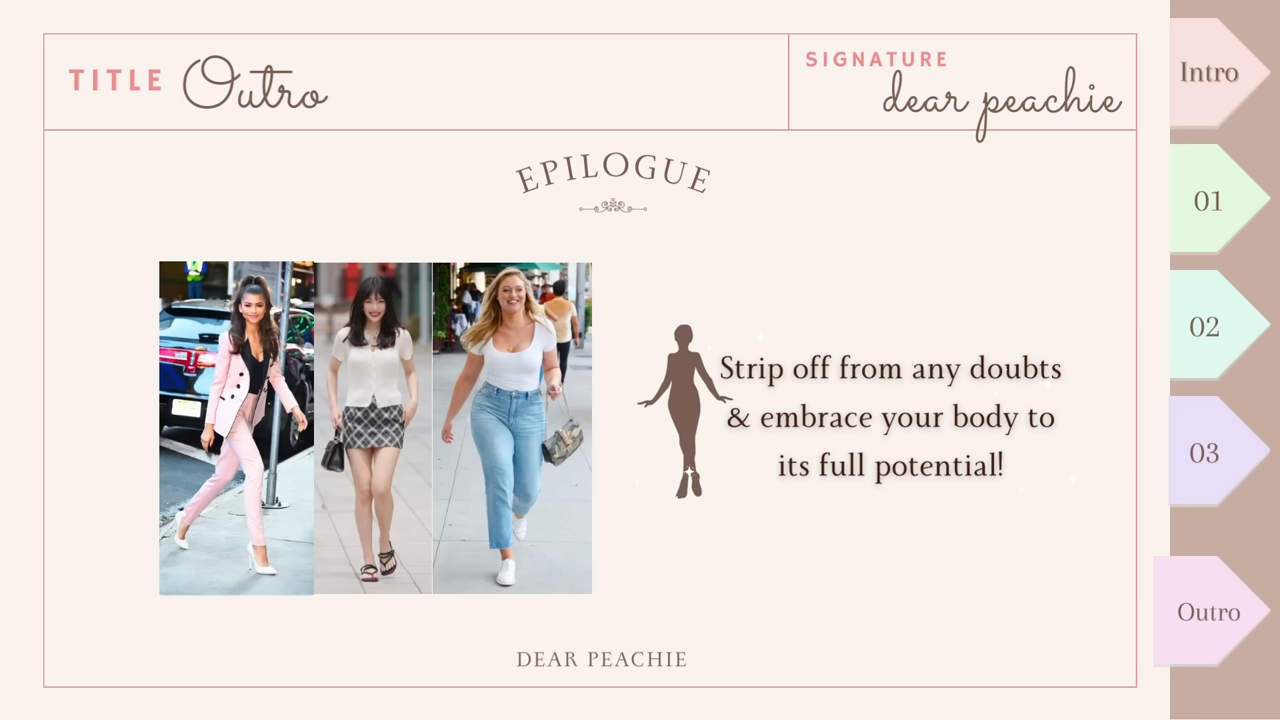 TITLE Outro
SIGNATURE
dear peachie
EPILOGUE
Strip off from any doubts
& embrace your body to
its full potential!
DEAR PEACHIE
Intro
01
02
03
Outro